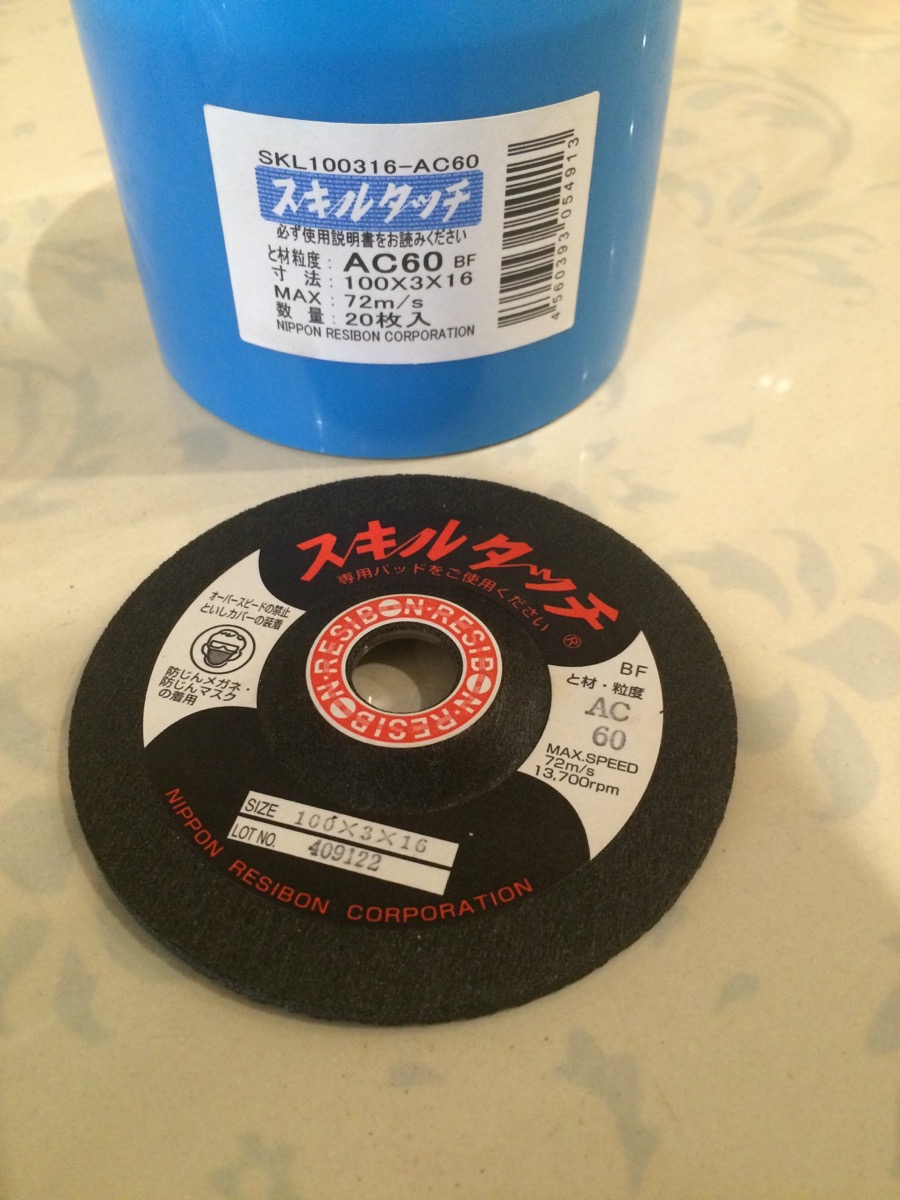 SKL100316-AC60
スキルタッチ
必ず使用説明書をお読みください
と材粒度 : AC60 BF
寸法 : 100X3X16
MAX : 72m/s
数量 : 20枚入
NIPPON RESIBON CORPORATION
4560393054913
スキルタッチ
専用パッドをご使用ください
®
オーバースピードの禁止
といしカバーの装着
防じんメガネ・
防じんマスク
の着用
RESIBON・RESIBON・RESIBON・RESIBON
BF
と材・粒度
AC
60
MAX.SPEED
72m/s
13,700rpm
SIZE 100×3×16
LOT NO. 409122
NIPPON RESIBON CORPORATION